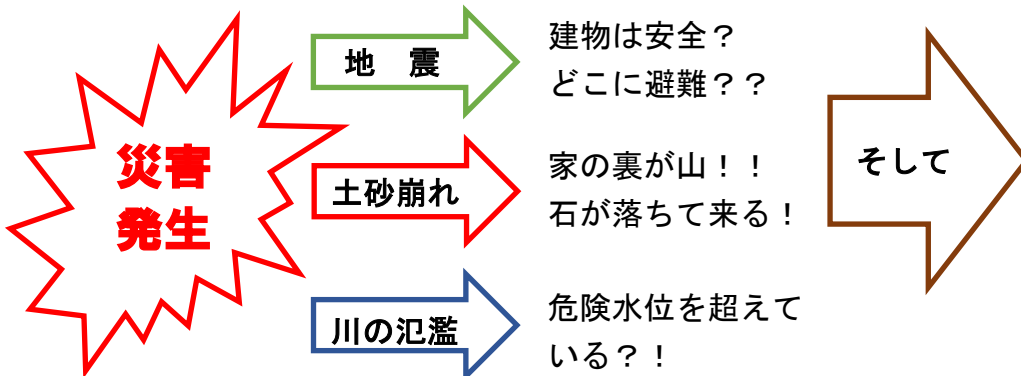 災害
発生
地　震
建物は安全？
どこに避難？？
土砂崩れ
家の裏が山！！
石が落ちて来る！
川の氾濫
危険水位を超えて
いる？！
そして